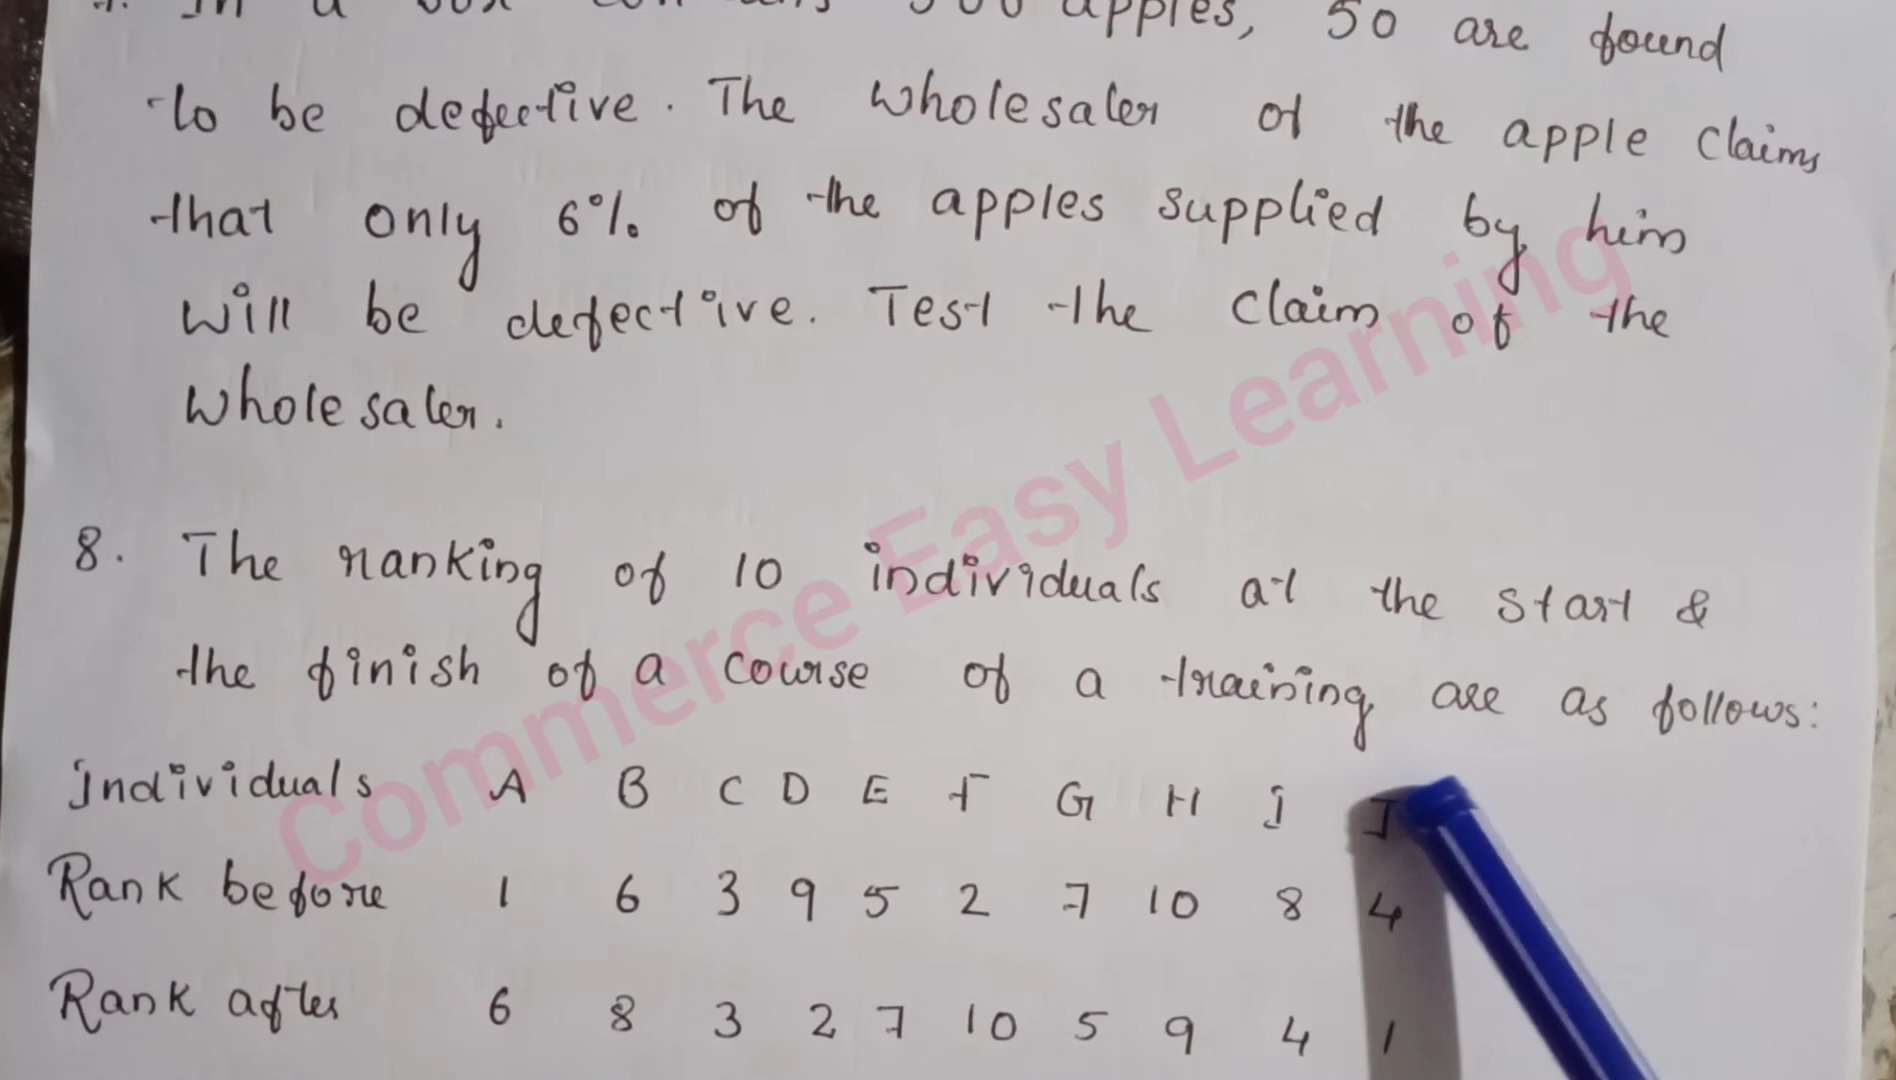 In a box contains 500 apples, 50 are found
to be defective. The wholesaler of the apple claims
that only 6% of the apples supplied by him
will be defective. Test the claim of the
wholesaler.
8. The ranking of 10 individuals at the start &
the finish of a course of a training are as follows:
Individuals A B C D E F G H I J
Rank before 1 6 3 9 5 2 7 10 8 4
Rank after 6 8 3 2 7 10 5 9 4 1
Commerce Easy Learning